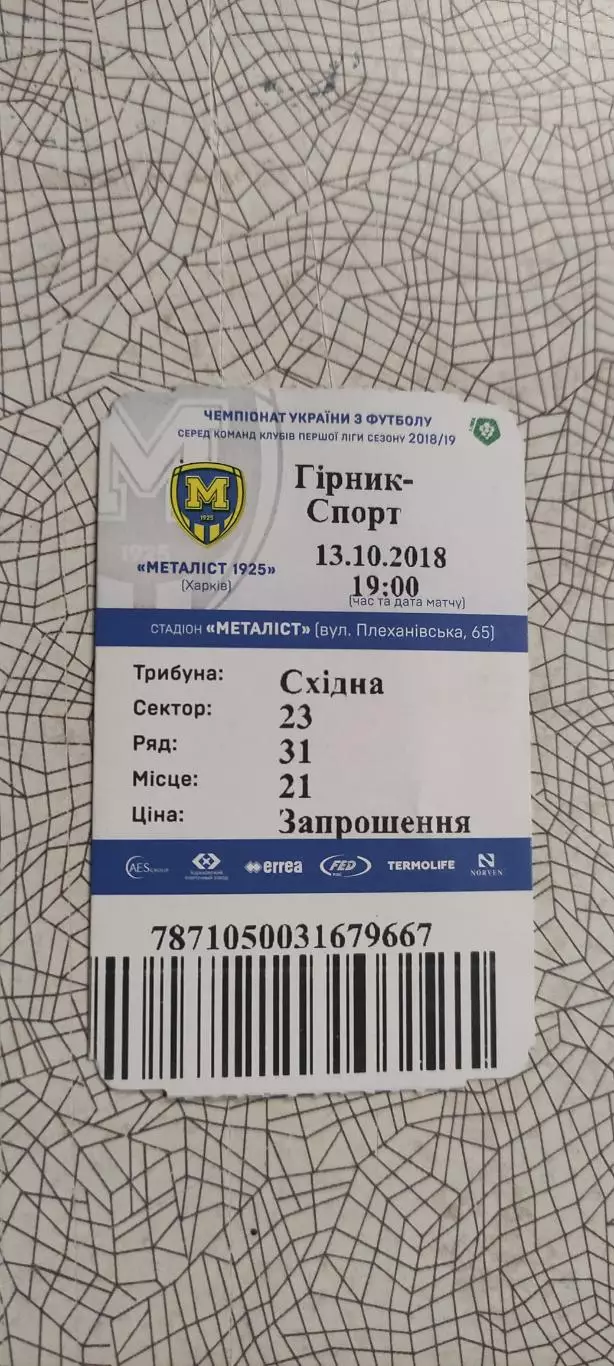 ЧЕМПІОНАТ УКРАЇНИ З ФУТБОЛУ
СЕРЕД КОМАНД КЛУБІВ ПЕРШОЇ ЛІГИ СЕЗОНУ 2018/19
М
1925
М
1925
«МЕТАЛІСТ 1925»
(Харків)
Гірник-
Спорт
13.10.2018
19:00
(час та дата матчу)
СТАДІОН «МЕТАЛІСТ» (вул. Плеханівська, 65)
Трибуна: Східна
Сектор: 23
Ряд: 31
Місце: 21
Ціна: Запрошення
AES GROUP
errea
FED
TERMOLIFE
N
NORVEN
7871050031679667